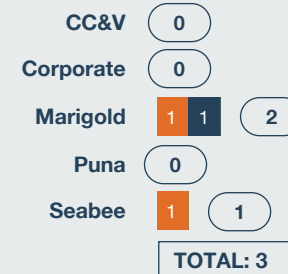 CC&V 0
Corporate 0
Marigold 1 1 2
Puna 0
Seabee 1 1
TOTAL: 3